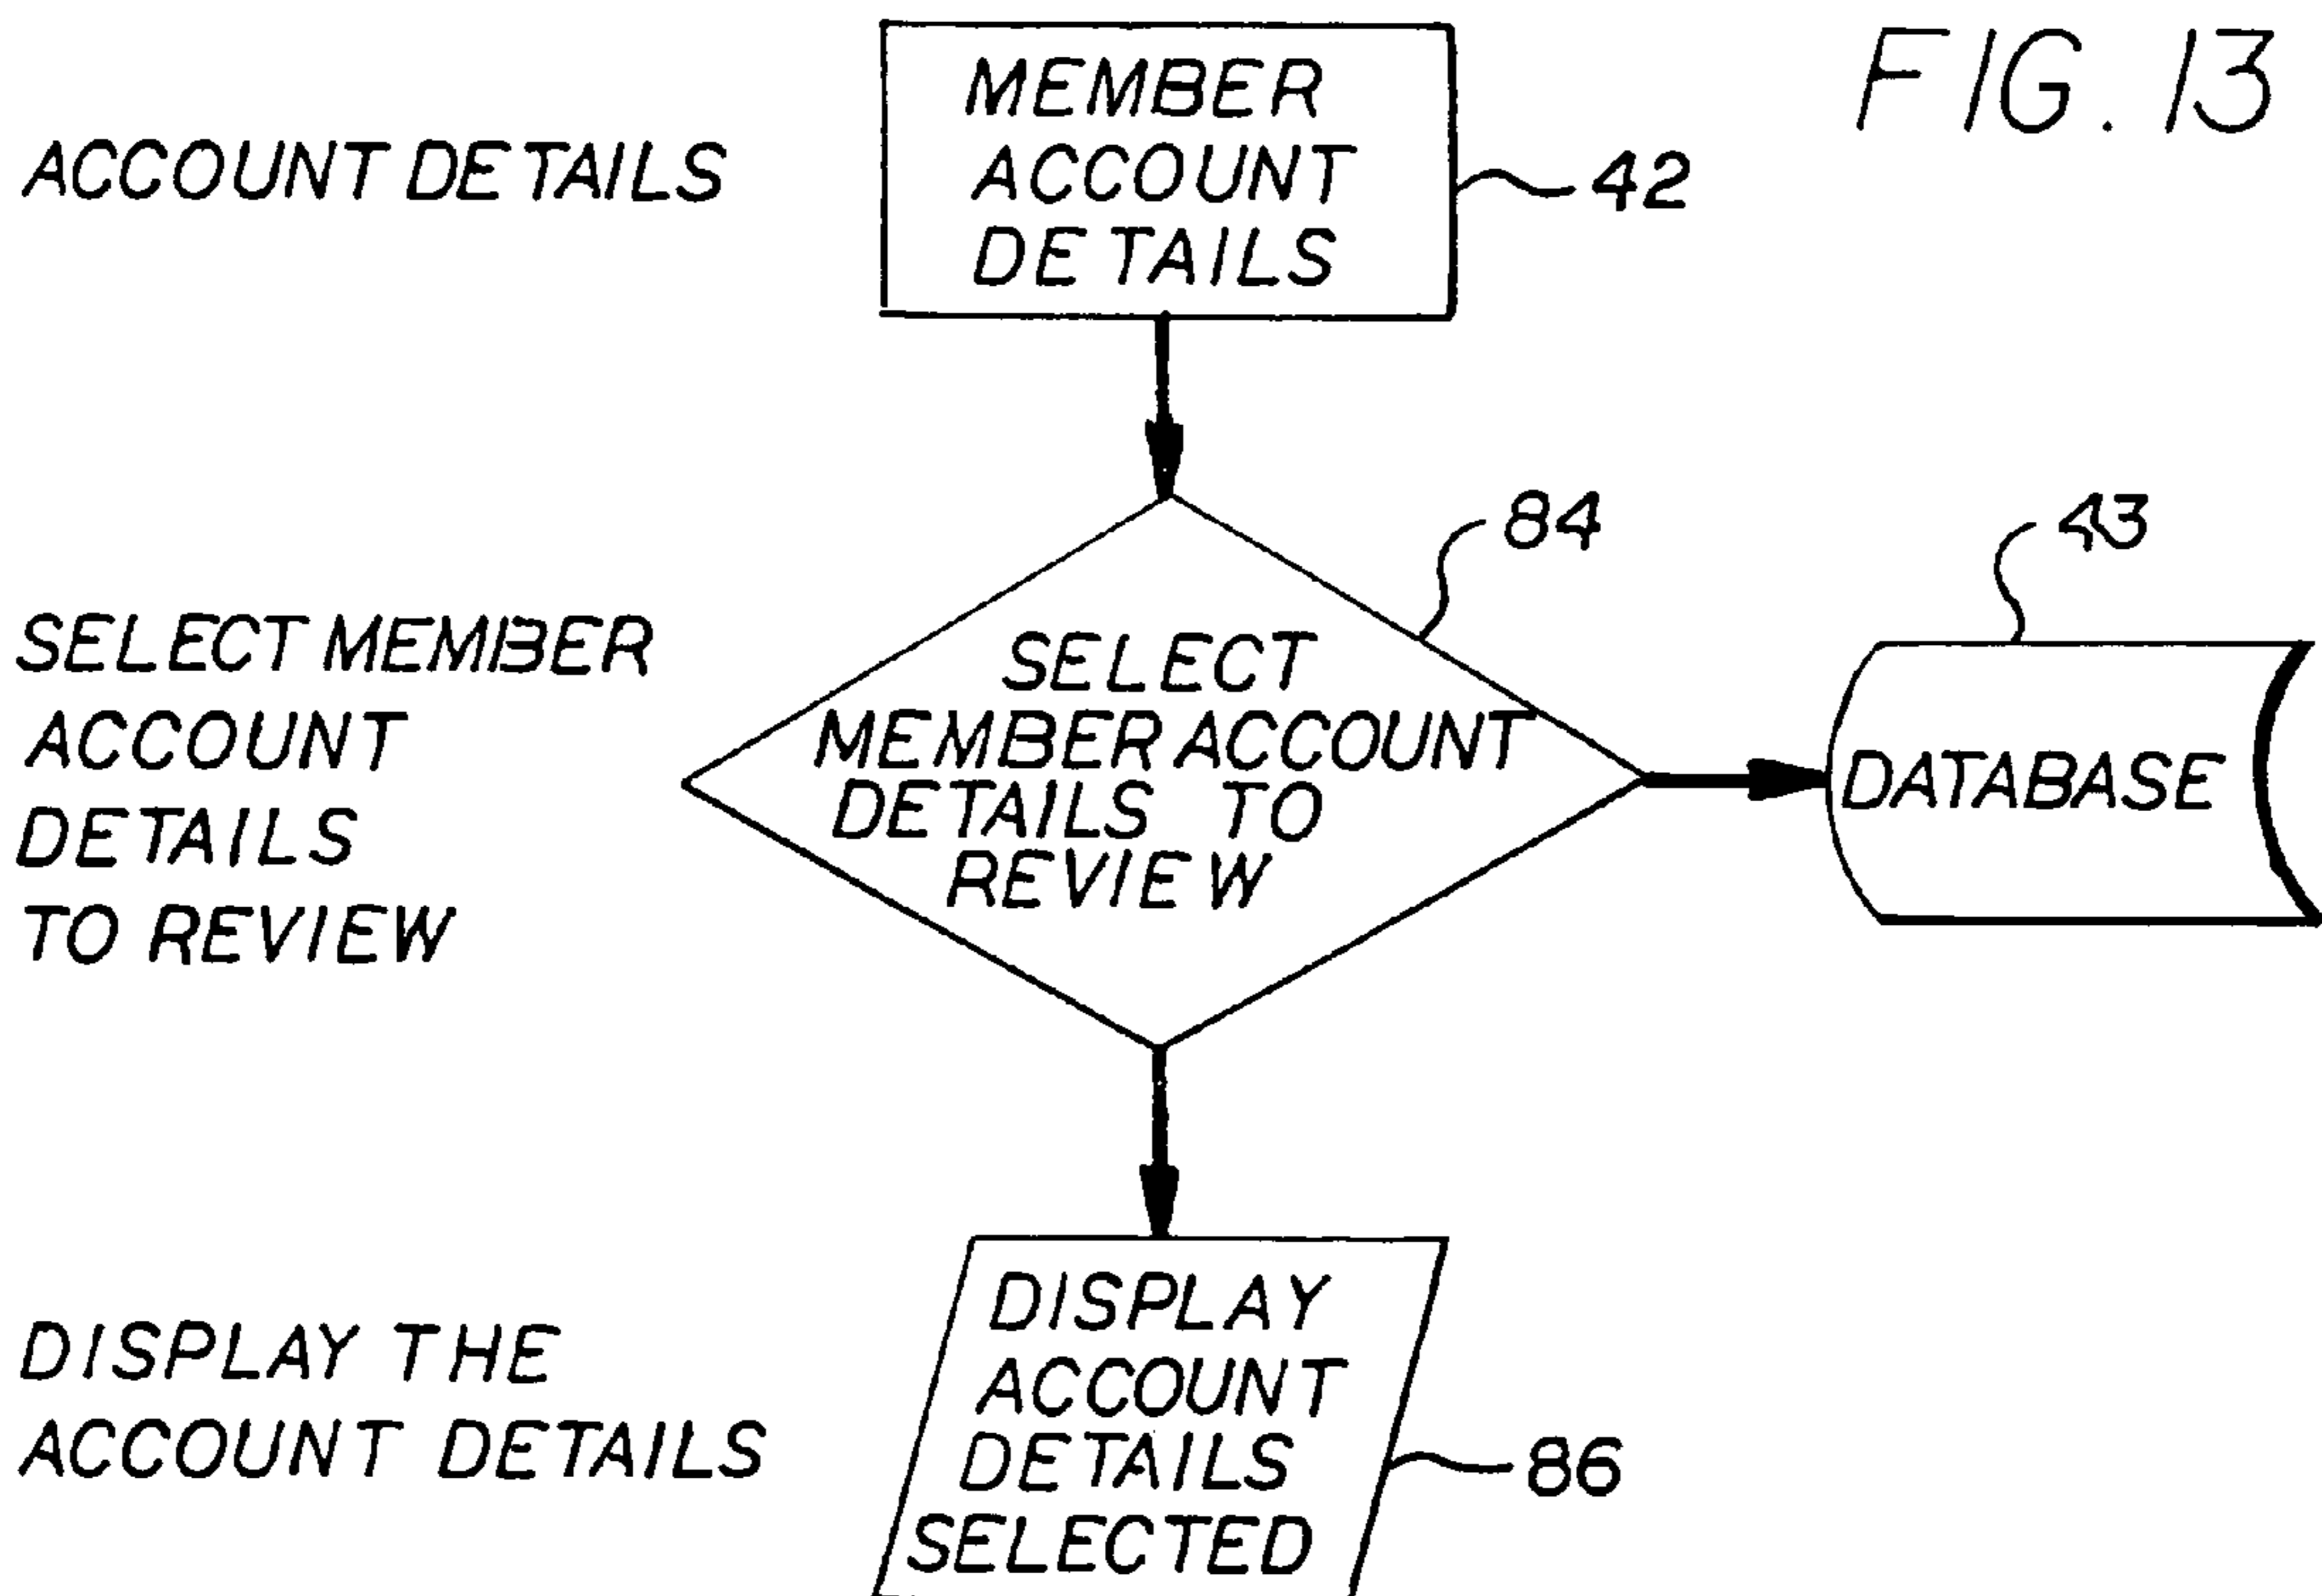 FIG. 13
ACCOUNT DETAILS
MEMBER
ACCOUNT
DETAILS
42
SELECT MEMBER
ACCOUNT
DETAILS
TO REVIEW
SELECT
MEMBER ACCOUNT
DETAILS TO
REVIEW
84
43
DATABASE
DISPLAY THE
ACCOUNT DETAILS
DISPLAY
ACCOUNT
DETAILS
SELECTED
86